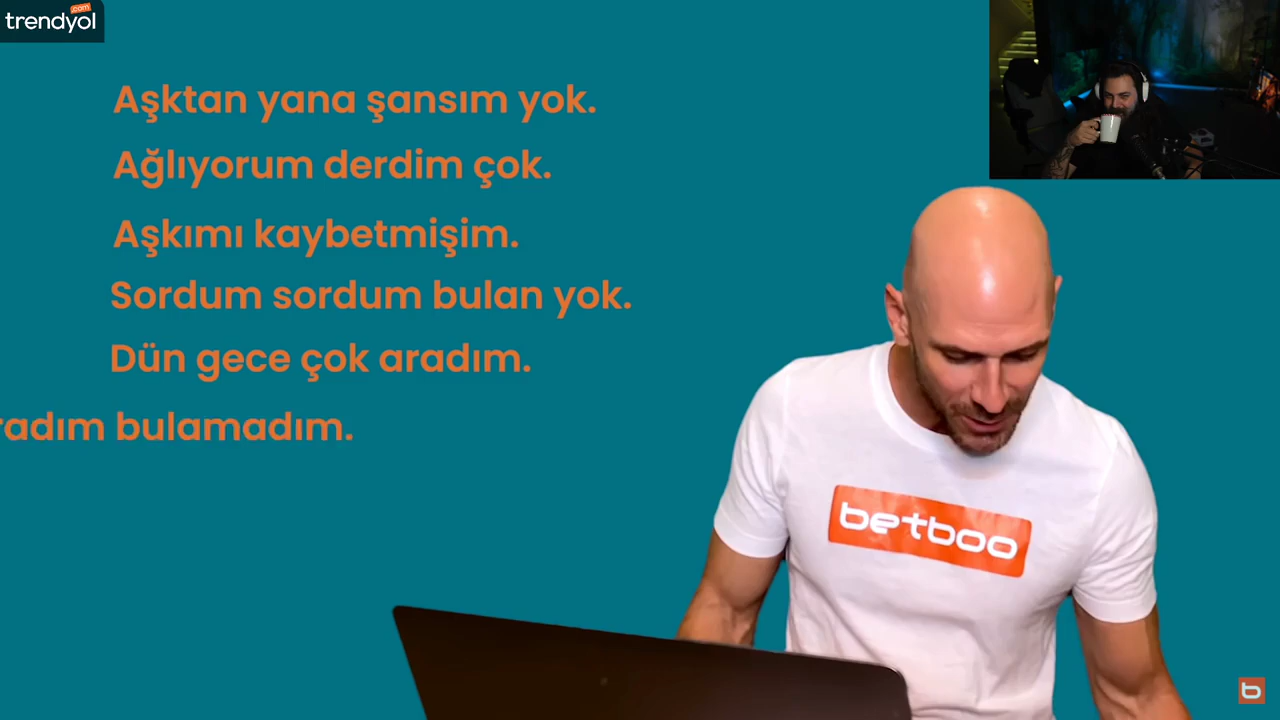 trendyol
.com
Aşktan yana şansım yok.
Ağlıyorum derdim çok.
Aşkımı kaybetmişim.
Sordum sordum bulan yok.
Dün gece çok aradım.
radım bulamadım.
betboo
b